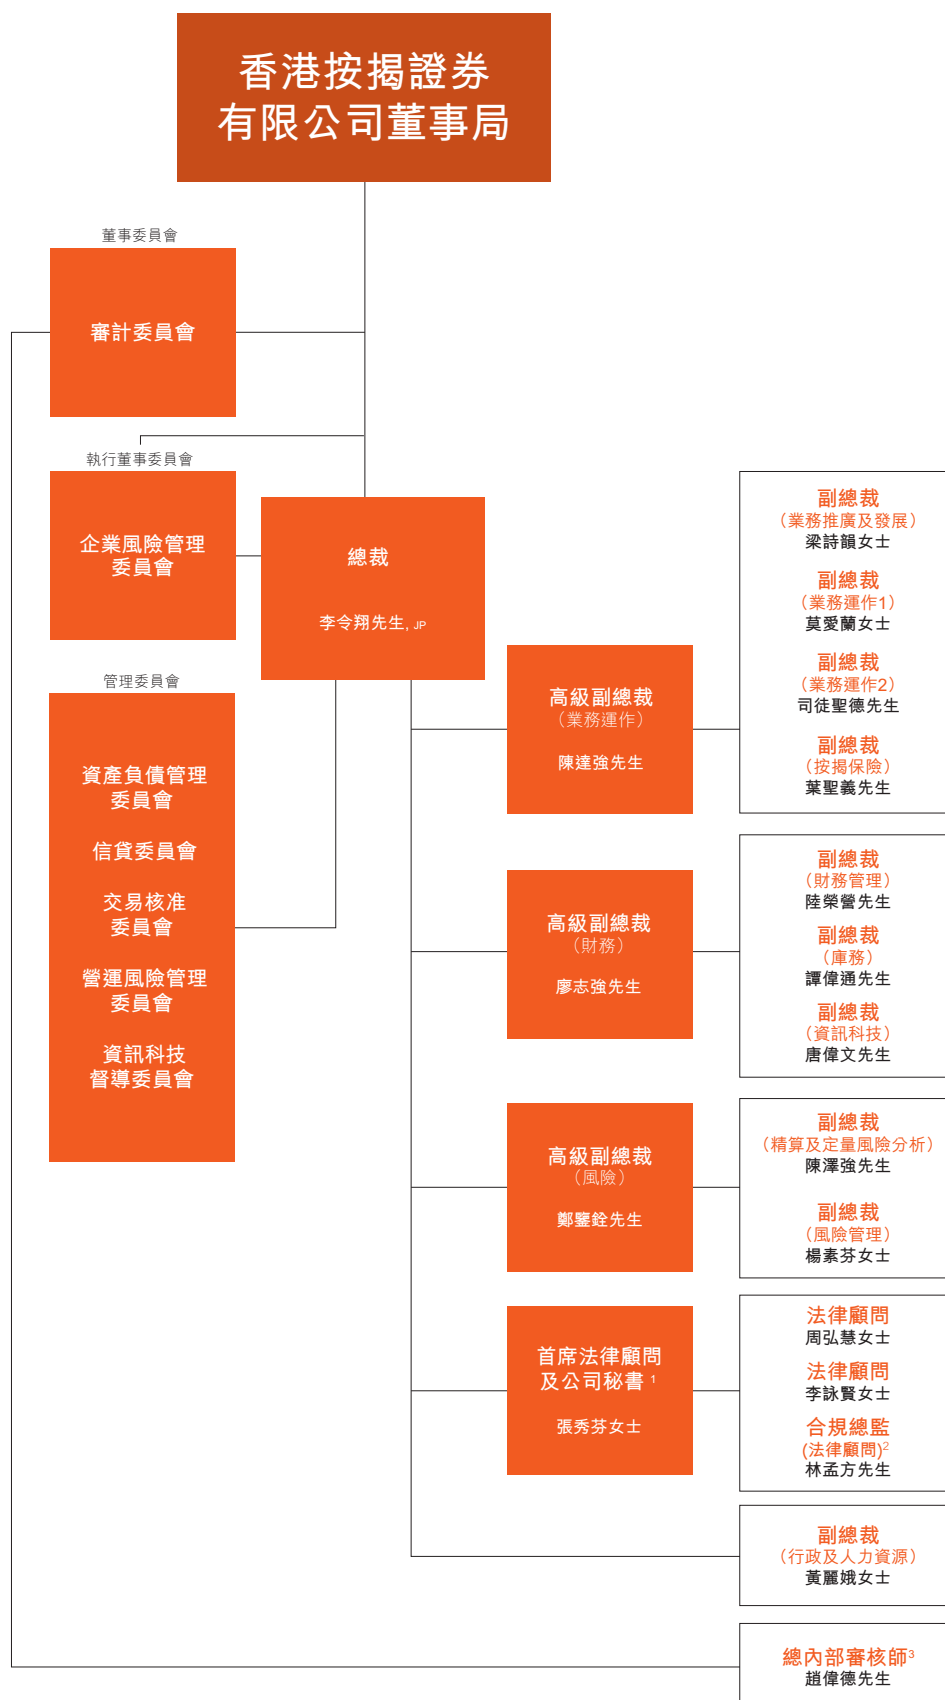 香港按揭證券
有限公司董事局
董事委員會
審計委員會
執行董事委員會
企業風險管理
委員會
總裁
李令翔先生, JP
管理委員會
資產負債管理
委員會
信貸委員會
交易核准
委員會
營運風險管理
委員會
資訊科技
督導委員會
高級副總裁
（業務運作）
陳達強先生
副總裁
（業務推廣及發展）
梁詩韻女士
副總裁
（業務運作1）
莫愛蘭女士
副總裁
（業務運作2）
司徒聖德先生
副總裁
（按揭保險）
葉聖義先生
高級副總裁
（財務）
廖志強先生
副總裁
（財務管理）
陸榮營先生
副總裁
（庫務）
譚偉通先生
副總裁
（資訊科技）
唐偉文先生
高級副總裁
（風險）
鄭鑒銓先生
副總裁
（精算及定量風險分析）
陳澤強先生
副總裁
（風險管理）
楊素芬女士
首席法律顧問
及公司秘書 1
張秀芬女士
法律顧問
周弘慧女士
法律顧問
李詠賢女士
合規總監
(法律顧問)2
林孟方先生
副總裁
（行政及人力資源）
黃麗娥女士
總內部審核師3
趙偉德先生